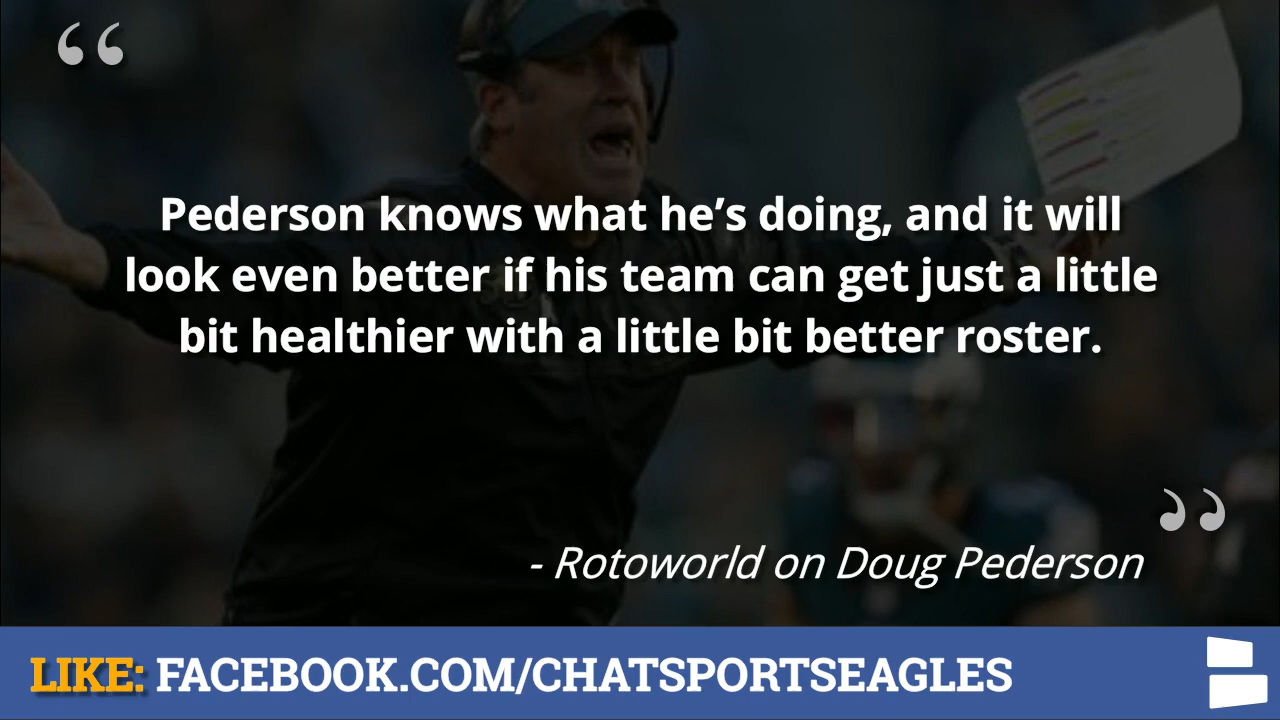 “
Pederson knows what he’s doing, and it will
look even better if his team can get just a little
bit healthier with a little bit better roster.
”
- Rotoworld on Doug Pederson
LIKE: FACEBOOK.COM/CHATSPORTSEAGLES